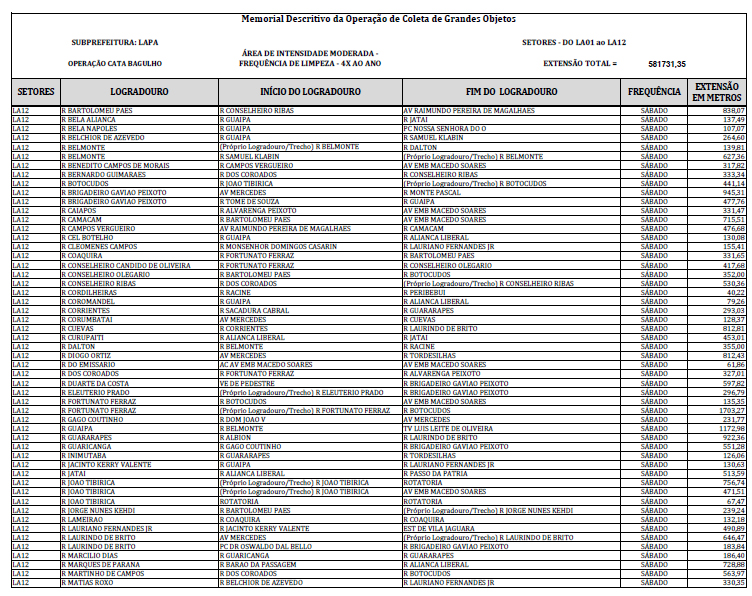 Memorial Descritivo da Operação de Coleta de Grandes Objetos
SUBPREFEITURA: LAPA SETORES - DO LA01 ao LA12
OPERAÇÃO CATA BAGULHO ÁREA DE INTENSIDADE MODERADA - FREQUÊNCIA DE LIMPEZA - 4X AO ANO EXTENSÃO TOTAL = 581731,35
SETORES LOGRADOURO INÍCIO DO LOGRADOURO FIM DO LOGRADOURO FREQUÊNCIA EXTENSÃO EM METROS
LA12 R BARTOLOMEU PAES R CONSELHEIRO RIBAS AV RAIMUNDO PEREIRA DE MAGALHAES SÁBADO 838,07
LA12 R BELA ALIANCA R GUAIPA R JATAI SÁBADO 137,49
LA12 R BELA NAPOLES R GUAIPA PC NOSSA SENHORA DO O SÁBADO 107,07
LA12 R BELCHIOR DE AZEVEDO R GUAIPA R SAMUEL KLABIN SÁBADO 264,60
LA12 R BELMONTE (Próprio Logradouro/Trecho) R BELMONTE R DALTON SÁBADO 139,81
LA12 R BELMONTE R SAMUEL KLABIN (Próprio Logradouro/Trecho) R BELMONTE SÁBADO 627,36
LA12 R BENEDITO CAMPOS DE MORAIS R CAMPOS VERGUEIRO AV EMB MACEDO SOARES SÁBADO 317,82
LA12 R BERNARDO GUIMARAES R DOS COROADOS R CONSELHEIRO RIBAS SÁBADO 333,34
LA12 R BOTOCUDOS R JOAO TIBIRICA (Próprio Logradouro/Trecho) R BOTOCUDOS SÁBADO 441,14
LA12 R BRIGADEIRO GAVIAO PEIXOTO AV MERCEDES R MONTE PASCAL SÁBADO 945,31
LA12 R BRIGADEIRO GAVIAO PEIXOTO R TOME DE SOUZA R GUAIPA SÁBADO 477,76
LA12 R CAIAPOS R ALVARENGA PEIXOTO AV EMB MACEDO SOARES SÁBADO 331,47
LA12 R CAMACAM R BARTOLOMEU PAES AV EMB MACEDO SOARES SÁBADO 715,51
LA12 R CAMPOS VERGUEIRO AV RAIMUNDO PEREIRA DE MAGALHAES R CAMACAM SÁBADO 476,68
LA12 R CEL BOTELHO R GUAIPA R ALIANCA LIBERAL SÁBADO 130,08
LA12 R CLEOMENES CAMPOS R MONSENHOR DOMINGOS CASARIN R LAURIANO FERNANDES JR SÁBADO 155,41
LA12 R COAQUIRA R FORTUNATO FERRAZ R BARTOLOMEU PAES SÁBADO 331,65
LA12 R CONSELHEIRO CANDIDO DE OLIVEIRA R FORTUNATO FERRAZ R CONSELHEIRO OLEGARIO SÁBADO 417,68
LA12 R CONSELHEIRO OLEGARIO R BARTOLOMEU PAES R BOTOCUDOS SÁBADO 352,00
LA12 R CONSELHEIRO RIBAS R DOS COROADOS (Próprio Logradouro/Trecho) R CONSELHEIRO RIBAS SÁBADO 530,36
LA12 R CORDILHEIRAS R RACINE R PERIBEBUI SÁBADO 40,22
LA12 R COROMANDEL R GUAIPA R ALIANCA LIBERAL SÁBADO 79,26
LA12 R CORRIENTES R SACADURA CABRAL R GUARARAPES SÁBADO 293,03
LA12 R CORUMBATAI AV MERCEDES R CUEVAS SÁBADO 128,37
LA12 R CUEVAS R CORRIENTES R LAURINDO DE BRITO SÁBADO 812,81
LA12 R CURUPAITI R ALIANCA LIBERAL R JATAI SÁBADO 453,01
LA12 R DALTON R BELMONTE R RACINE SÁBADO 355,00
LA12 R DIOGO ORTIZ AV MERCEDES R TORDESILHAS SÁBADO 812,43
LA12 R DO EMISSARIO AC AV EMB MACEDO SOARES AV EMB MACEDO SOARES SÁBADO 61,86
LA12 R DOS COROADOS R FORTUNATO FERRAZ R ALVARENGA PEIXOTO SÁBADO 327,01
LA12 R DUARTE DA COSTA VE DE PEDESTRE R BRIGADEIRO GAVIAO PEIXOTO SÁBADO 597,82
LA12 R ELEUTERIO PRADO (Próprio Logradouro/Trecho) R ELEUTERIO PRADO R BRIGADEIRO GAVIAO PEIXOTO SÁBADO 296,79
LA12 R FORTUNATO FERRAZ R BOTOCUDOS AV EMB MACEDO SOARES SÁBADO 135,35
LA12 R FORTUNATO FERRAZ (Próprio Logradouro/Trecho) R FORTUNATO FERRAZ R BOTOCUDOS SÁBADO 1703,27
LA12 R GAGO COUTINHO R DOM JOAO V AV MERCEDES SÁBADO 231,77
LA12 R GUAIPA R BELMONTE TV LUIS LEITE DE OLIVEIRA SÁBADO 1172,98
LA12 R GUARARAPES R ALBION R LAURINDO DE BRITO SÁBADO 922,36
LA12 R GUARICANGA R GAGO COUTINHO R BRIGADEIRO GAVIAO PEIXOTO SÁBADO 551,28
LA12 R INIMUTABA R GUARARAPES R TORDESILHAS SÁBADO 126,06
LA12 R JACINTO KERRY VALENTE R GUAIPA R LAURIANO FERNANDES JR SÁBADO 130,63
LA12 R JATAI R ALIANCA LIBERAL R PASSO DA PATRIA SÁBADO 513,59
LA12 R JOAO TIBIRICA (Próprio Logradouro/Trecho) R JOAO TIBIRICA ROTATORIA SÁBADO 756,74
LA12 R JOAO TIBIRICA (Próprio Logradouro/Trecho) R JOAO TIBIRICA AV EMB MACEDO SOARES SÁBADO 471,51
LA12 R JOAO TIBIRICA ROTATORIA ROTATORIA SÁBADO 67,47
LA12 R JORGE NUNES KEHDI R BARTOLOMEU PAES (Próprio Logradouro/Trecho) R JORGE NUNES KEHDI SÁBADO 239,24
LA12 R LAMEIRAO R COAQUIRA R COAQUIRA SÁBADO 132,18
LA12 R LAURIANO FERNANDES JR R JACINTO KERRY VALENTE EST DE VILA JAGUARA SÁBADO 490,89
LA12 R LAURINDO DE BRITO AV MERCEDES (Próprio Logradouro/Trecho) R LAURINDO DE BRITO SÁBADO 646,47
LA12 R LAURINDO DE BRITO PC DR OSWALDO DAL BELLO R BRIGADEIRO GAVIAO PEIXOTO SÁBADO 183,84
LA12 R MARCILIO DIAS R GUARICANGA R GUARARAPES SÁBADO 186,40
LA12 R MARQUES DE PARANA R BARAO DA PASSAGEM R ALIANCA LIBERAL SÁBADO 728,88
LA12 R MARTINHO DE CAMPOS R DOS COROADOS R BOTOCUDOS SÁBADO 563,97
LA12 R MATIAS ROXO R BELCHIOR DE AZEVEDO R LAURIANO FERNANDES JR SÁBADO 330,35